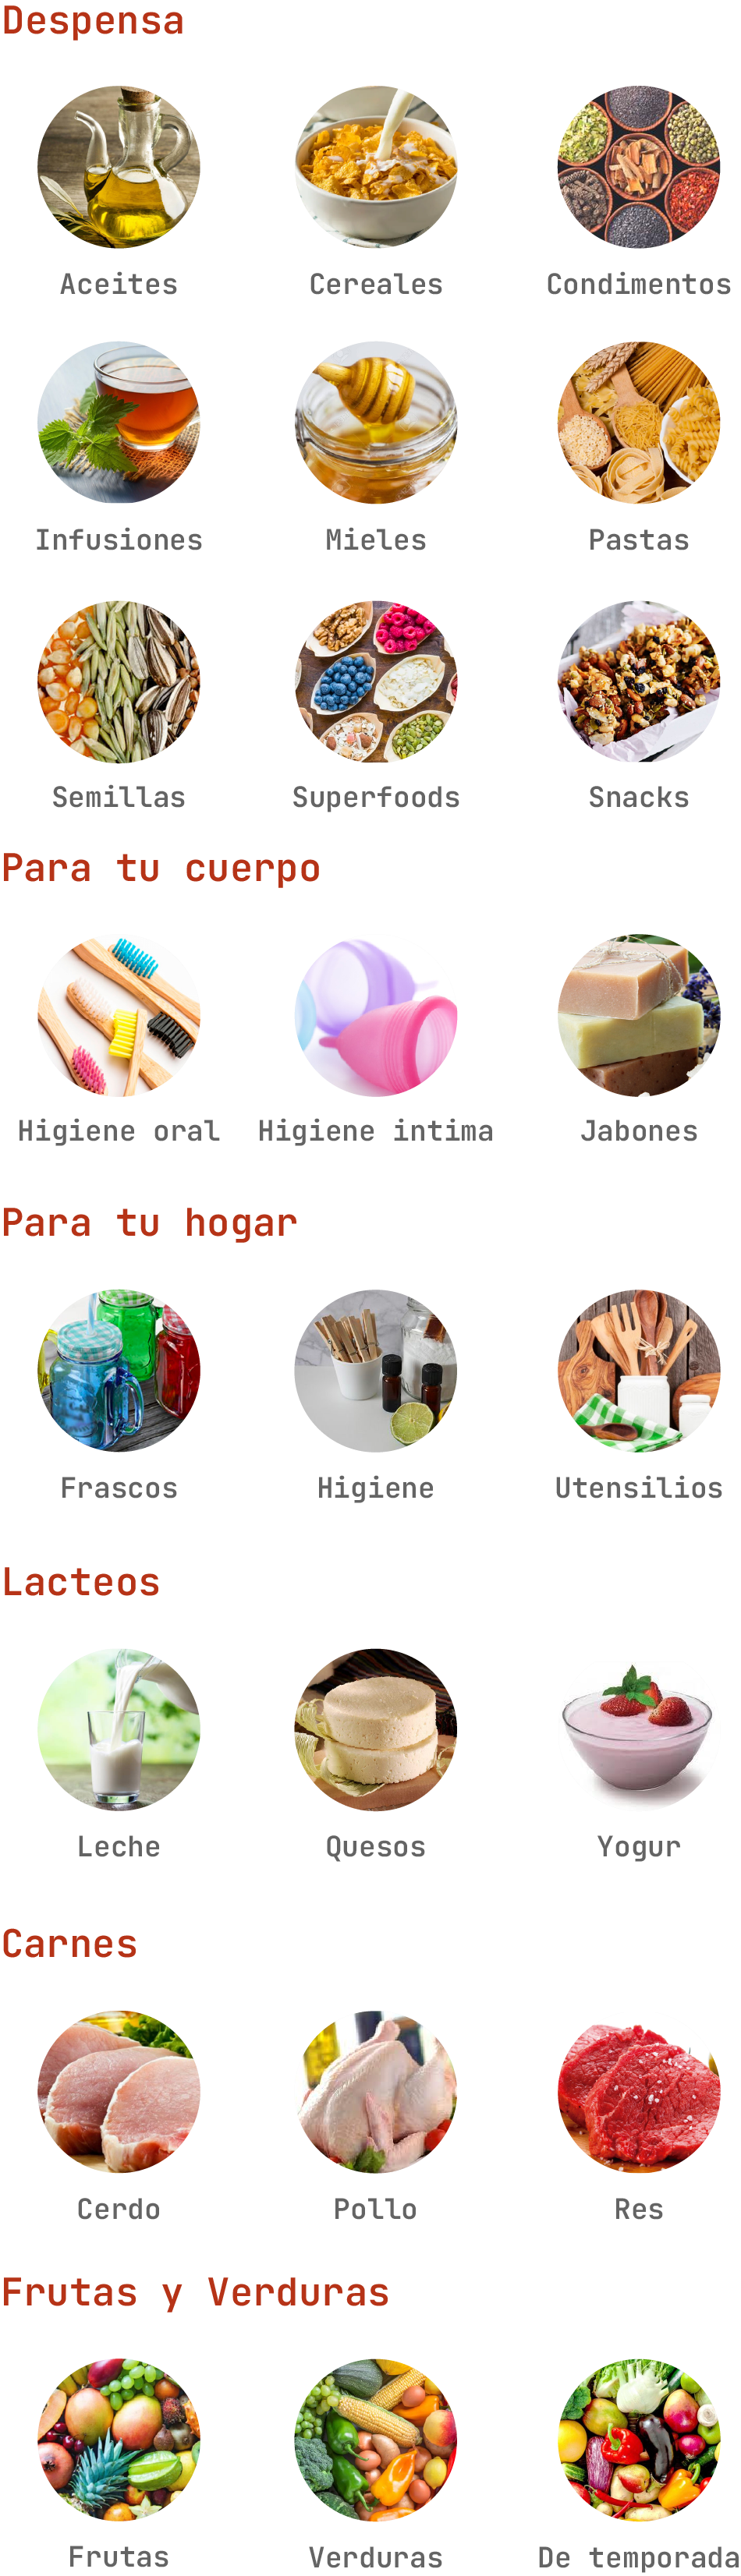 Despensa
Aceites Cereales Condimentos
Infusiones Mieles Pastas
Semillas Superfoods Snacks
Para tu cuerpo
Higiene oral Higiene intima Jabones
Para tu hogar
Frascos Higiene Utensilios
Lacteos
Leche Quesos Yogur
Carnes
Cerdo Pollo Res
Frutas y Verduras
Frutas Verduras De temporada